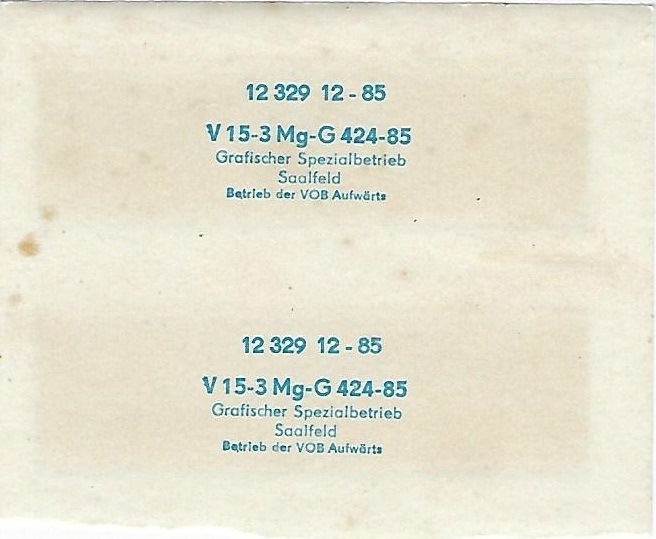 12 329 12 - 85
V 15-3 Mg-G 424-85
Grafischer Spezialbetrieb
Saalfeld
Betrieb der VOB Aufwärts
12 329 12 - 85
V 15-3 Mg-G 424-85
Grafischer Spezialbetrieb
Saalfeld
Betrieb der VOB Aufwärts